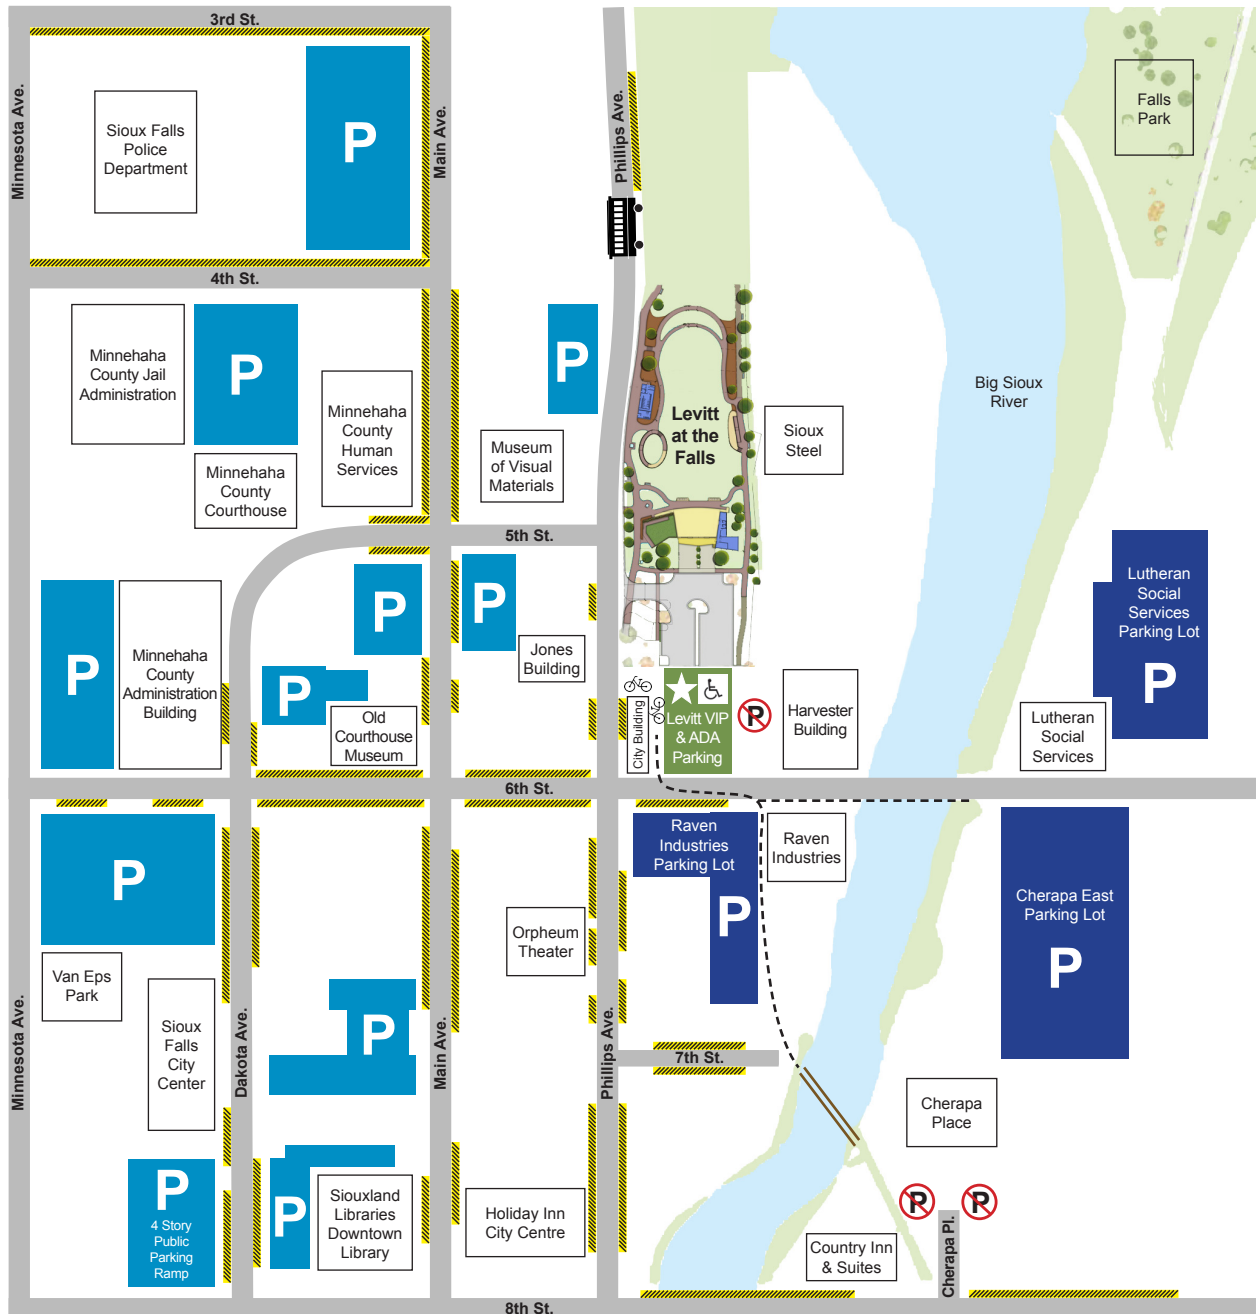 3rd St.
Minnesota Ave.
Main Ave.
Phillips Ave.
Sioux Falls
Police
Department
P
Falls
Park
4th St.
Minnehaha
County Jail
Administration
P
Minnehaha
County
Courthouse
Minnehaha
County
Human
Services
P
Museum
of Visual
Materials
Levitt
at the
Falls
Sioux
Steel
Big Sioux
River
5th St.
P
Minnehaha
County
Administration
Building
P
P
Old
Courthouse
Museum
P
Jones
Building
City Building
Levitt VIP
& ADA
Parking
P
Harvester
Building
Lutheran
Social
Services
Parking Lot
P
Lutheran
Social
Services
6th St.
P
Van Eps
Park
Sioux
Falls
City
Center
Minnesota Ave.
Dakota Ave.
P
Main Ave.
Orpheum
Theater
Phillips Ave.
Raven
Industries
Parking Lot
P
Raven
Industries
Cherapa East
Parking Lot
P
7th St.
Cherapa
Place
P
4 Story
Public
Parking
Ramp
P
Siouxland
Libraries
Downtown
Library
Holiday Inn
City Centre
Country Inn
& Suites
P
P
Cherapa Pl.
8th St.